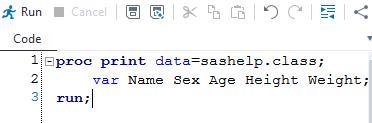 Run Cancel
Code
1 proc print data=sashelp.class;
2 var Name Sex Age Height Weight;
3 run;